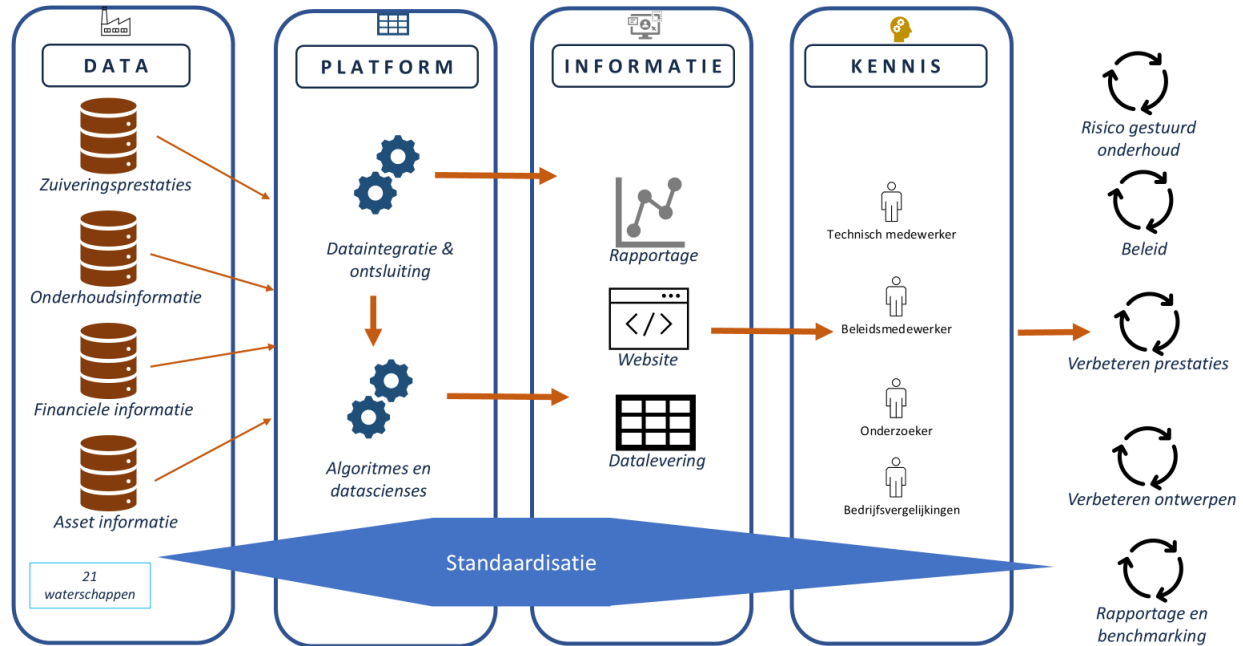 DATA
Zuiveringsprestaties
Onderhoudsinformatie
Financiele informatie
Asset informatie
21
waterschappen
PLATFORM
Dataintegratie &
ontsluiting
Algoritmes en
datascienses
INFORMATIE
Rapportage
</>
Website
Datalevering
KENNIS
Technisch medewerker
Beleidsmedewerker
Onderzoeker
Bedrijfsvergelijkingen
Standaardisatie
Risico gestuurd
onderhoud
Beleid
Verbeteren prestaties
Verbeteren ontwerpen
Rapportage en
benchmarking